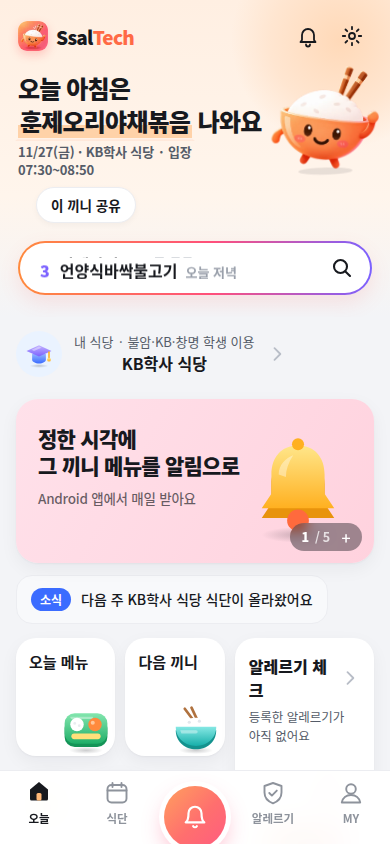 SsalTech
오늘 아침은
훈제오리야채볶음 나와요
11/27(금) · KB학사 식당 · 입장
07:30~08:50
이 끼니 공유
3 언양식바싹불고기 오늘 저녁
내 식당 · 불암·KB·창명 학생 이용
KB학사 식당
정한 시각에
그 끼니 메뉴를 알림으로
Android 앱에서 매일 받아요
1 / 5 +
소식 다음 주 KB학사 식당 식단이 올라왔어요
오늘 메뉴
다음 끼니
알레르기 체
크
등록한 알레르기가
아직 없어요
오늘
식단
알레르기
MY